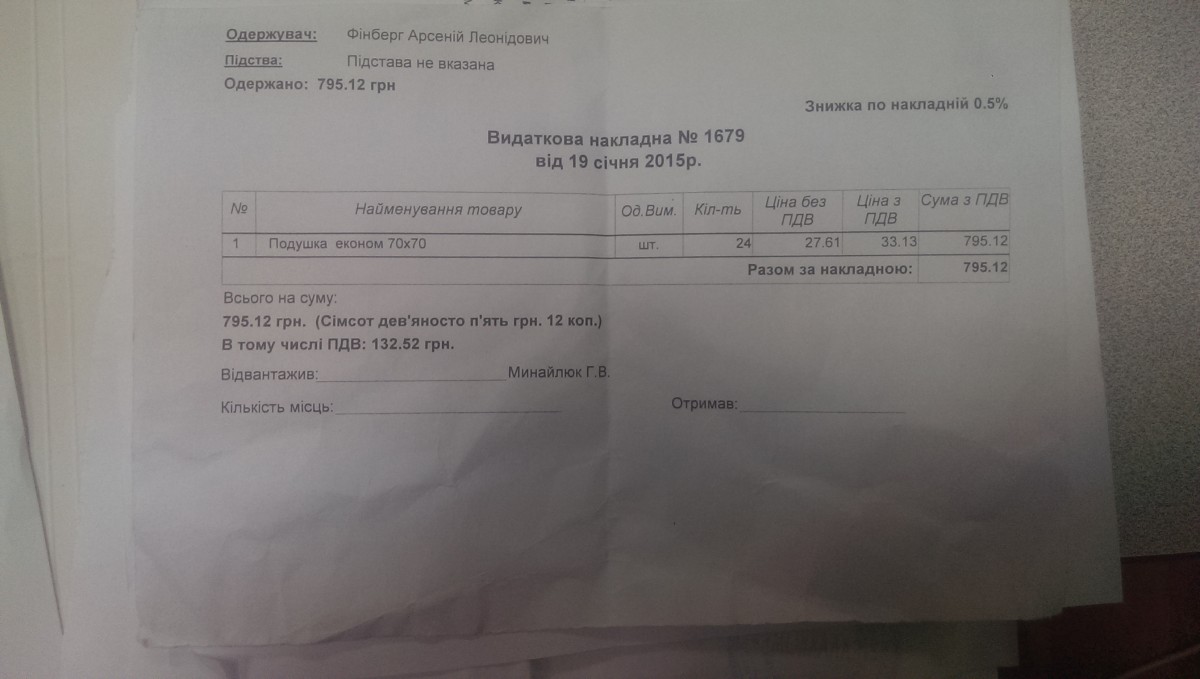 Одержувач: Фінберг Арсеній Леонідович
Підства: Підстава не вказана
Одержано: 795.12 грн
Знижка по накладній 0.5%
Видаткова накладна № 1679
від 19 січня 2015р.
№ Найменування товару Од.Вим. Кіл-ть Ціна без ПДВ Ціна з ПДВ Сума з ПДВ
1 Подушка економ 70х70 шт. 24 27.61 33.13 795.12
Разом за накладною: 795.12
Всього на суму:
795.12 грн. (Сімсот дев'яносто п'ять грн. 12 коп.)
В тому числі ПДВ: 132.52 грн.
Відвантажив: Минайлюк Г.В.
Кількість місць: Отримав: